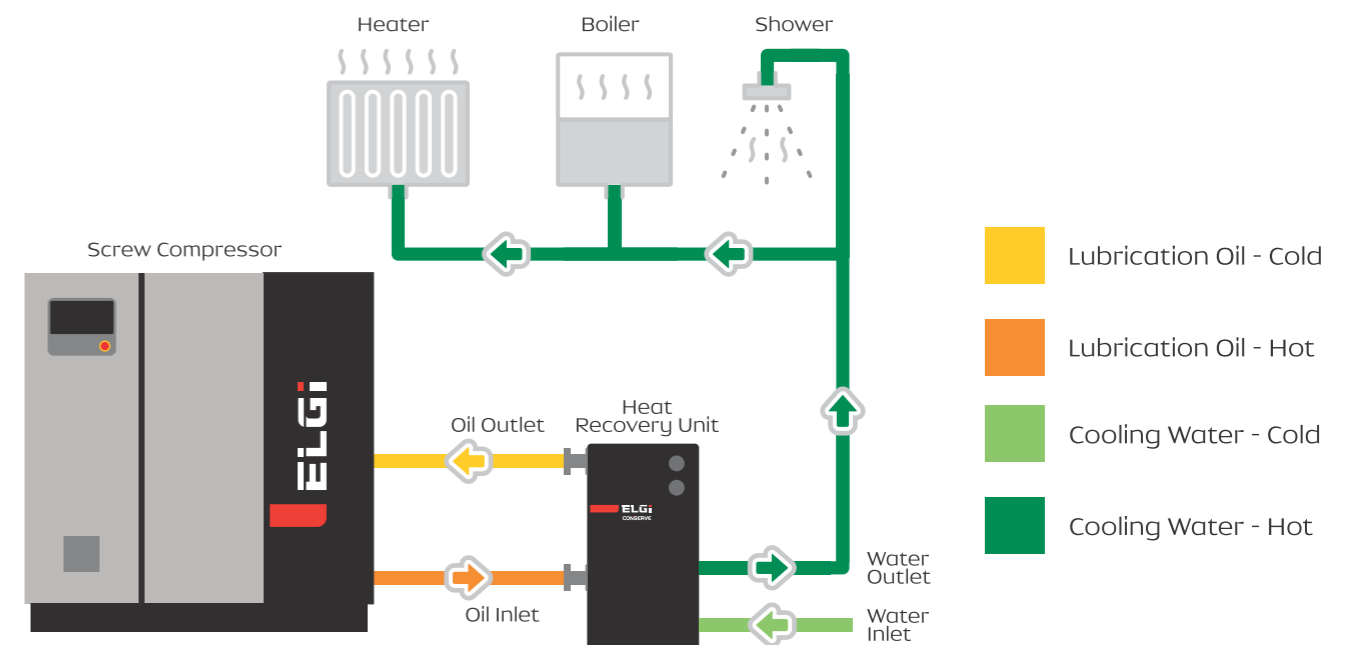 Heater
Boiler
Shower
Screw Compressor
ELGi
Oil Outlet
Heat
Recovery Unit
ELGi
CONSERVE
Oil Inlet
Water
Outlet
Water
Inlet
Lubrication Oil - Cold
Lubrication Oil - Hot
Cooling Water - Cold
Cooling Water - Hot